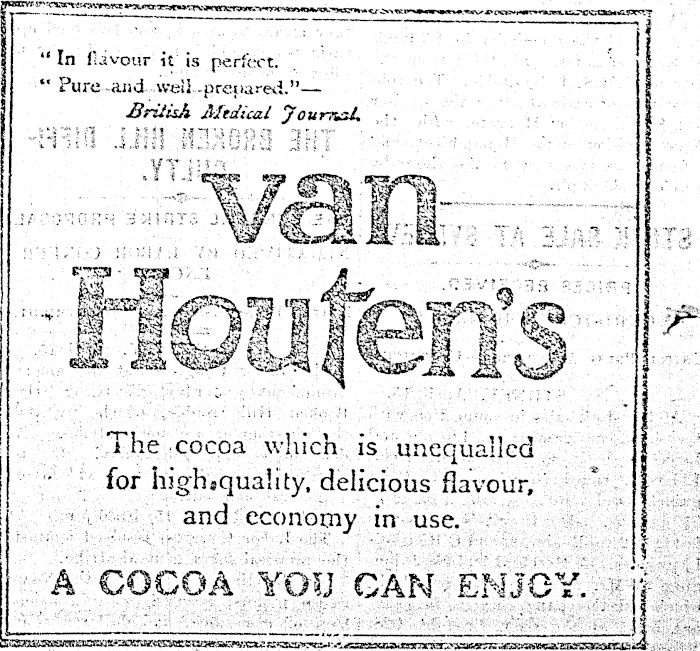 "In flavour it is perfect.
"Pure and well prepared."—
British Medical Journal.
van
Houten's
The cocoa which is unequalled
for high quality, delicious flavour,
and economy in use.
A COCOA YOU CAN ENJOY.